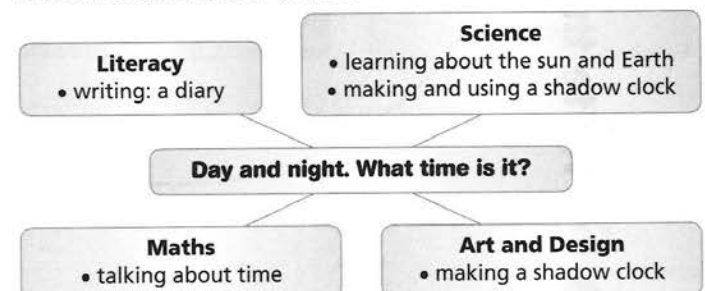 Literacy
• writing: a diary
Science
• learning about the sun and Earth
• making and using a shadow clock
Day and night. What time is it?
Maths
• talking about time
Art and Design
• making a shadow clock